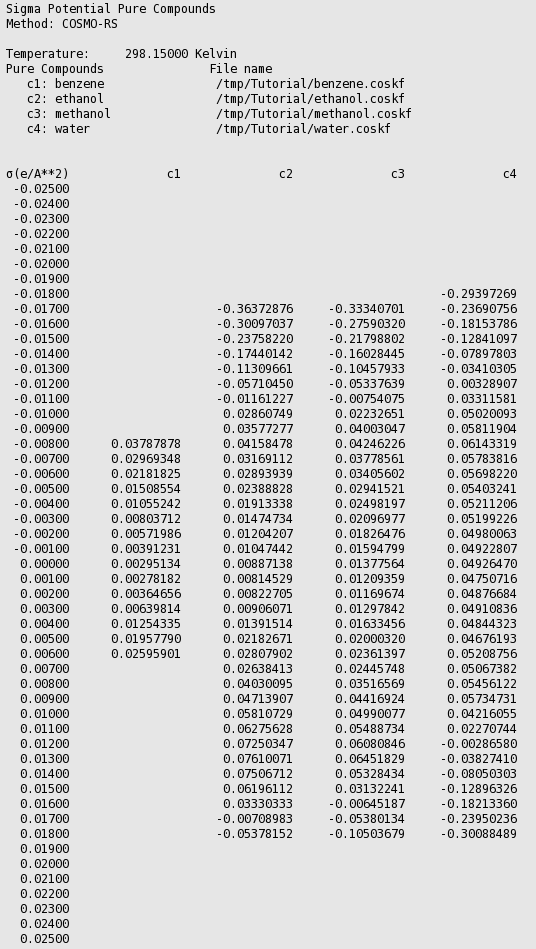 Sigma Potential Pure Compounds
Method: COSMO-RS
Temperature:     298.15000 Kelvin
Pure Compounds               File name
   c1: benzene                /tmp/Tutorial/benzene.coskf
   c2: ethanol                /tmp/Tutorial/ethanol.coskf
   c3: methanol               /tmp/Tutorial/methanol.coskf
   c4: water                  /tmp/Tutorial/water.coskf
σ(e/A**2)              c1              c2              c3              c4
 -0.02500
 -0.02400
 -0.02300
 -0.02200
 -0.02100
 -0.02000
 -0.01900
 -0.01800                                                     -0.29397269
 -0.01700                     -0.36372876     -0.33340701     -0.23690756
 -0.01600                     -0.30097037     -0.27590320     -0.18153786
 -0.01500                     -0.23758220     -0.21798802     -0.12841097
 -0.01400                     -0.17440142     -0.16028445     -0.07897803
 -0.01300                     -0.11309661     -0.10457933     -0.03410305
 -0.01200                     -0.05710450     -0.05337639      0.00328907
 -0.01100                     -0.01161227     -0.00754075      0.03311581
 -0.01000                      0.02860749      0.02232651      0.05020093
 -0.00900                      0.03577277      0.04003047      0.05811904
 -0.00800      0.03787878      0.04158478      0.04246226      0.06143319
 -0.00700      0.02969348      0.03169112      0.03778561      0.05783816
 -0.00600      0.02181825      0.02893939      0.03405602      0.05698220
 -0.00500      0.01508554      0.02388828      0.02941521      0.05403241
 -0.00400      0.01055242      0.01913338      0.02498197      0.05211206
 -0.00300      0.00803712      0.01474734      0.02096977      0.05199226
 -0.00200      0.00571986      0.01204207      0.01826476      0.04980063
 -0.00100      0.00391231      0.01047442      0.01594799      0.04922807
  0.00000      0.00295134      0.00887138      0.01377564      0.04926470
  0.00100      0.00278182      0.00814529      0.01209359      0.04750716
  0.00200      0.00364656      0.00822705      0.01169674      0.04876684
  0.00300      0.00639814      0.00906071      0.01297842      0.04910836
  0.00400      0.01254335      0.01391514      0.01633456      0.04844323
  0.00500      0.01957790      0.02182671      0.02000320      0.04676193
  0.00600      0.02595901      0.02807902      0.02361397      0.05208756
  0.00700                      0.02638413      0.02445748      0.05067382
  0.00800                      0.04030095      0.03516569      0.05456122
  0.00900                      0.04713907      0.04416924      0.05734731
  0.01000                      0.05810729      0.04990077      0.04216055
  0.01100                      0.06275628      0.05488734      0.02270744
  0.01200                      0.07250347      0.06080846     -0.00286580
  0.01300                      0.07610071      0.06451829     -0.03827410
  0.01400                      0.07506712      0.05328434     -0.08050303
  0.01500                      0.06196112      0.03132241     -0.12896326
  0.01600                      0.03330333     -0.00645187     -0.18213360
  0.01700                     -0.00708983     -0.05380134     -0.23950236
  0.01800                     -0.05378152     -0.10503679     -0.30088489
  0.01900
  0.02000
  0.02100
  0.02200
  0.02300
  0.02400
  0.02500